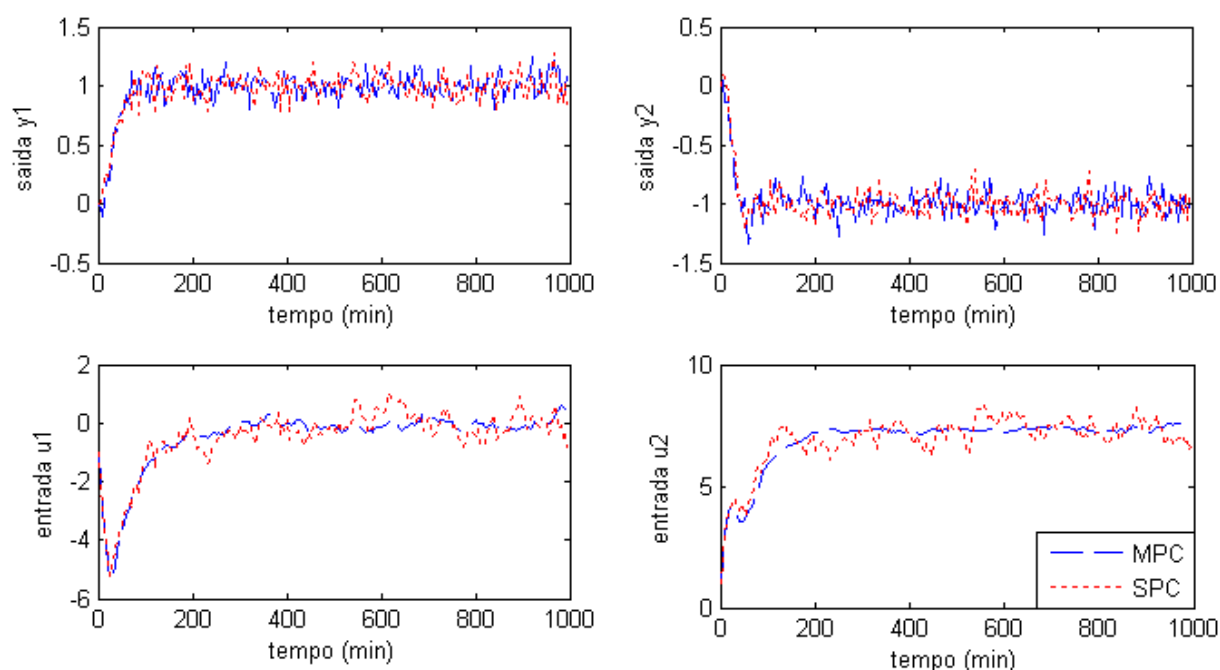 1.5
1
0.5
0
-0.5
saida y1
0 200 400 600 800 1000
tempo (min)
0.5
0
-0.5
-1
-1.5
saida y2
0 200 400 600 800 1000
tempo (min)
2
0
-2
-4
-6
entrada u1
0 200 400 600 800 1000
tempo (min)
10
5
0
entrada u2
0 200 400 600 800 1000
tempo (min)
MPC
SPC